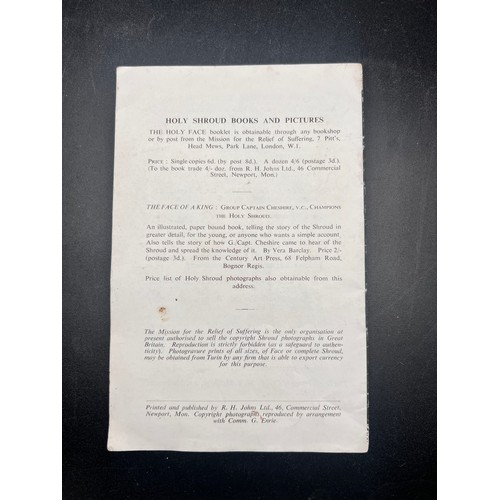 HOLY SHROUD BOOKS AND PICTURES
THE HOLY FACE booklet is obtainable through any bookshop
or by post from the Mission for the Relief of Suffering, 7 Pitt's,
Head Mews, Park Lane, London, W.1.
PRICE : Single copies 6d. (by post 8d.). A dozen 4/6 (postage 3d.).
(To the book trade 4/- doz. from R. H. Johns Ltd., 46 Commercial
Street, Newport, Mon.)
THE FACE OF A KING : GROUP CAPTAIN CHESHIRE, V.C., CHAMPIONS
THE HOLY SHROUD.
An illustrated, paper bound book, telling the story of the Shroud in
greater detail; for the young, or anyone who wants a simple account.
Also tells the story of how G./Capt. Cheshire came to hear of the
Shroud and spread the knowledge of it. By Vera Barclay. Price 2/-
(postage 3d.). From the Century Art Press, 68 Felpham Road,
Bognor Regis.
Price list of Holy Shroud photographs also obtainable from this
address.
The Mission for the Relief of Suffering is the only organisation at
present authorised to sell the copyright Shroud photographs in Great
Britain. Reproduction is strictly forbidden (as a safeguard to authen-
ticity). Photogravure prints of all sizes, of Face or complete Shroud,
may be obtained from Turin by any firm that is able to export currency
for this purpose.
Printed and published by R. H. Johns Ltd., 46, Commercial Street,
Newport, Mon. Copyright photographs reproduced by arrangement
with Comm. G. Enrie.